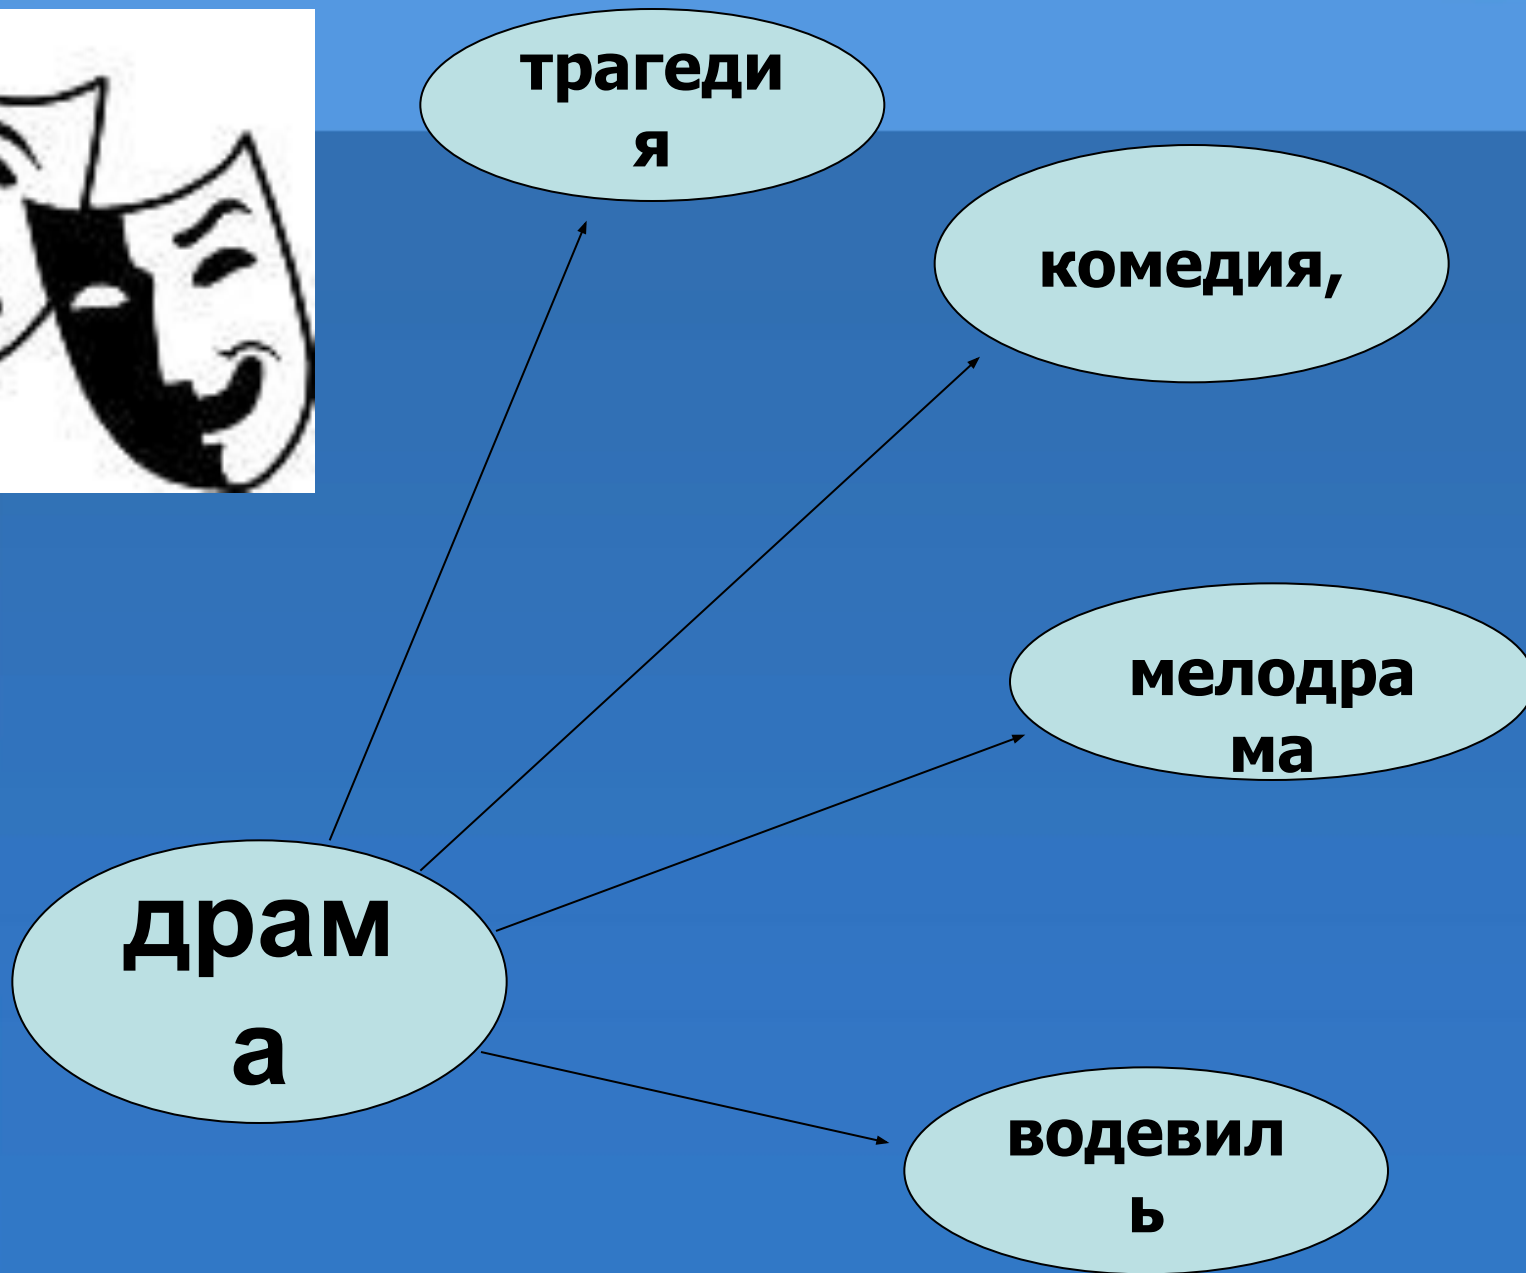 трагеди
я
комедия,
мелодра
ма
драм
а
водевил
ь